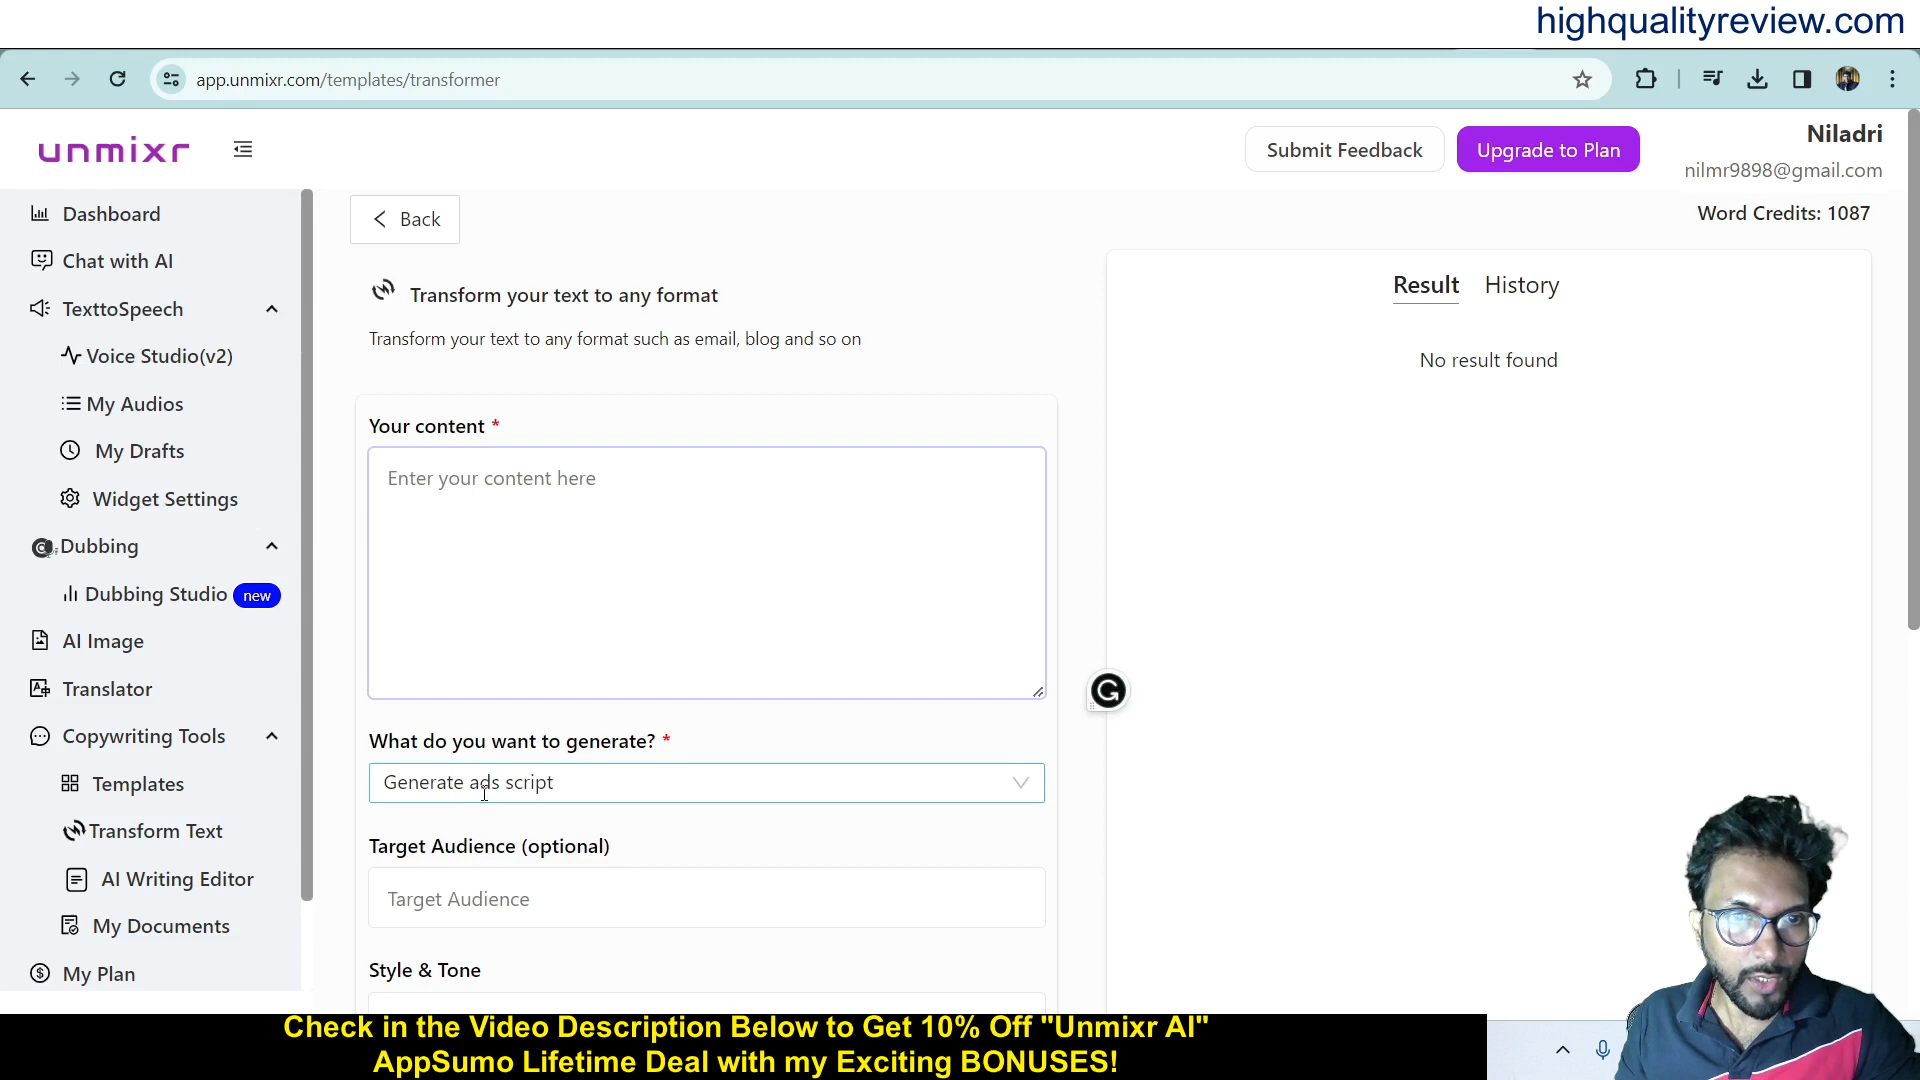 highqualityreview.com
app.unmixr.com/templates/transformer
unmixr
Submit Feedback
Upgrade to Plan
Niladri
nilmr9898@gmail.com
Dashboard
Chat with AI
TexttoSpeech
Voice Studio(v2)
My Audios
My Drafts
Widget Settings
Dubbing
Dubbing Studio new
AI Image
Translator
Copywriting Tools
Templates
Transform Text
AI Writing Editor
My Documents
My Plan
Back
Word Credits: 1087
Transform your text to any format
Transform your text to any format such as email, blog and so on
Your content *
Enter your content here
What do you want to generate? *
Generate ads script
Target Audience (optional)
Target Audience
Style & Tone
Result History
No result found
Check in the Video Description Below to Get 10% Off "Unmixr AI"
AppSumo Lifetime Deal with my Exciting BONUSES!